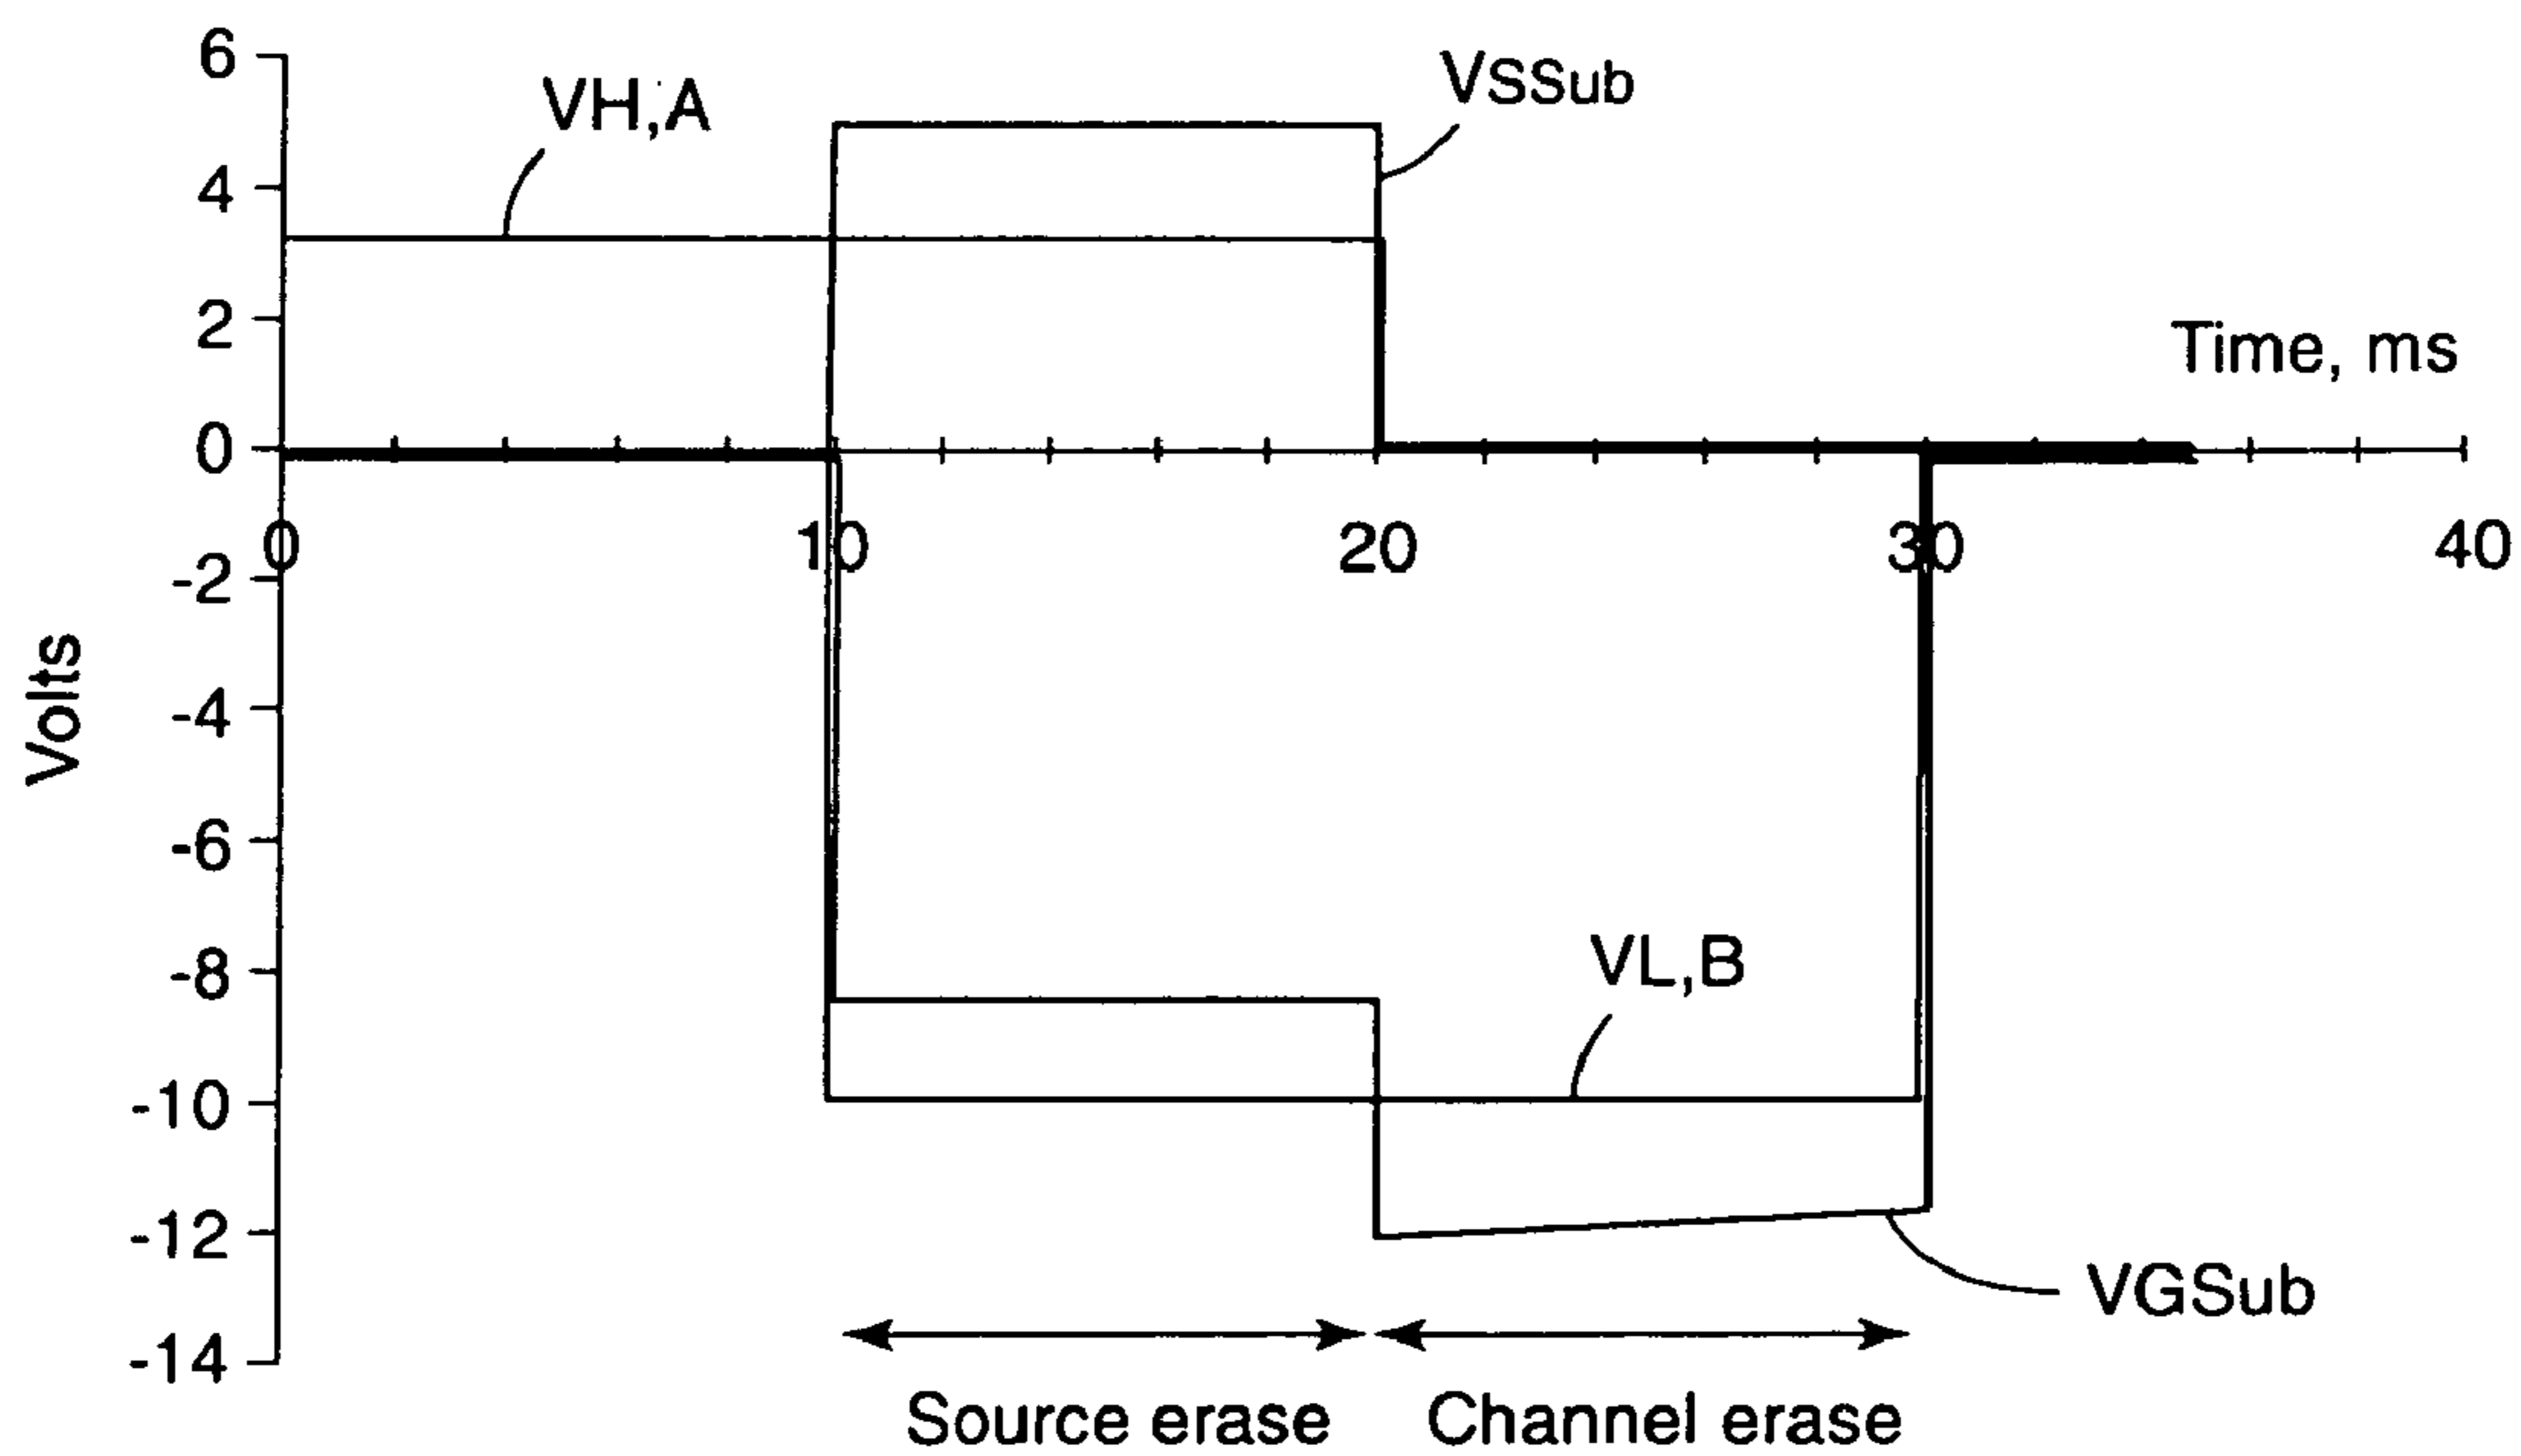 6
VSSub
VH,A
4
2
Time, ms
0
0
10
20
30
40
-2
Volts
-4
-6
-8
VL,B
-10
-12
VGSub
-14
Source erase
Channel erase